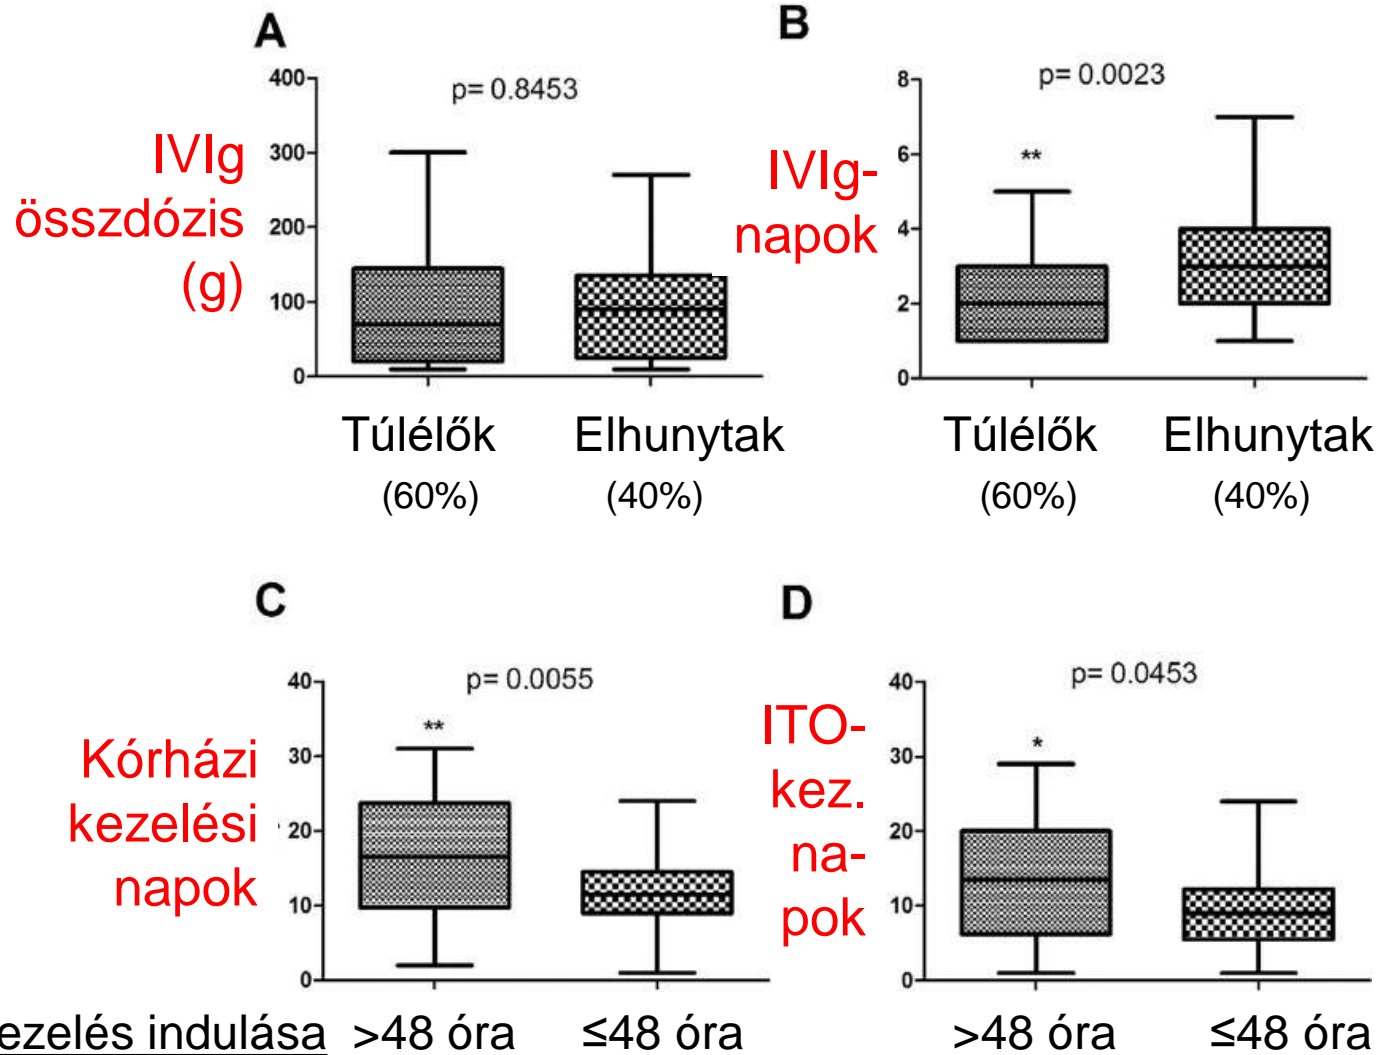 A
B
p= 0.8453
p= 0.0023
400
300
200
100
0
IVIg
összdózis
(g)
8
6
4
2
0
IVIg-
napok
**
Túlélők Elhunytak
(60%) (40%)
Túlélők Elhunytak
(60%) (40%)
C
D
p= 0.0055
p= 0.0453
40
30
20
10
0
Kórházi
kezelési
napok
**
40
30
20
10
0
ITO-
kez.
na-
pok
*
ezelés indulása >48 óra ≤48 óra
>48 óra ≤48 óra